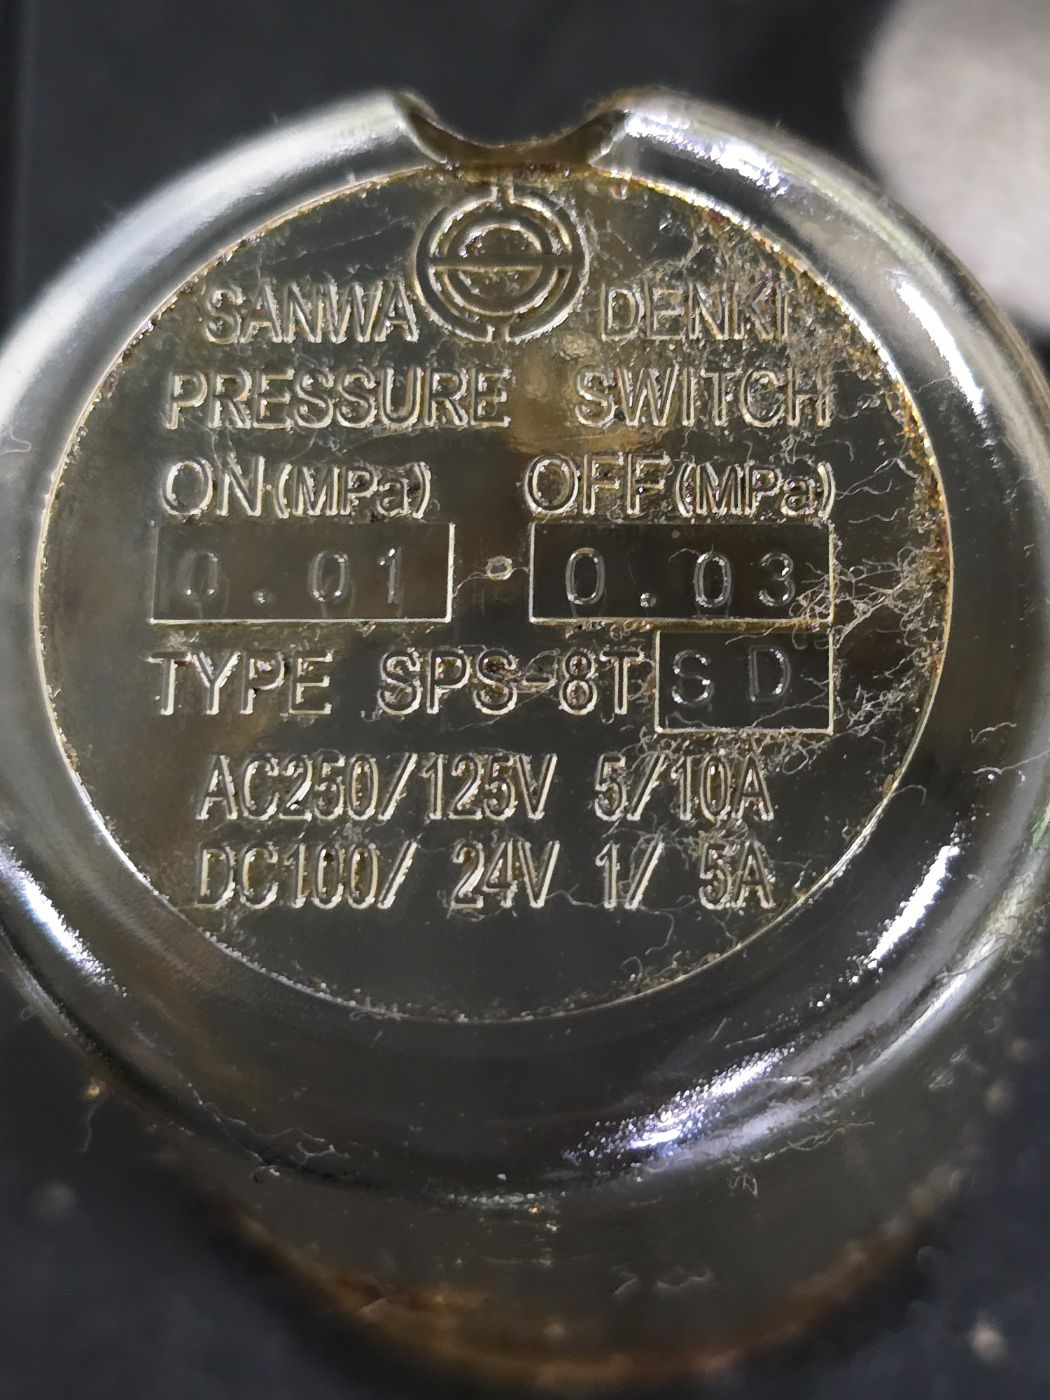 SANWA DENKI
PRESSURE SWITCH
ON(MPa) OFF(MPa)
0.01 0.03
TYPE SPS-8T SD
AC250/125V 5/10A
DC100/ 24V 1/ 5A